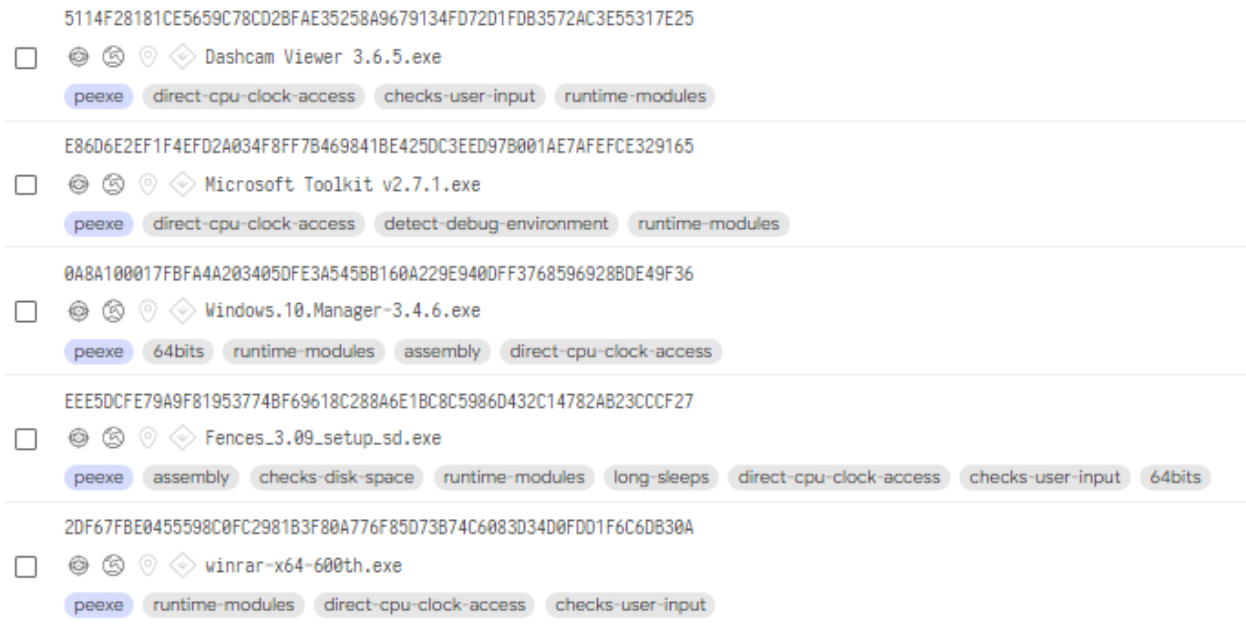 5114F28181CE5659C78CD2BFAE35258A9679134FD72D1FDB3572AC3E55317E25
Dashcam Viewer 3.6.5.exe
peexe direct-cpu-clock-access checks-user-input runtime-modules
E86D6E2EF1F4EFD2A034F8FF7B469841BE425DC3EED97B001AE7AFEFCE329165
Microsoft Toolkit v2.7.1.exe
peexe direct-cpu-clock-access detect-debug-environment runtime-modules
0A8A100017FBFA4A203405DFE3A545BB160A229E940DFF3768596928BDE49F36
Windows.10.Manager-3.4.6.exe
peexe 64bits runtime-modules assembly direct-cpu-clock-access
EEE5DCFE79A9F81953774BF69618C288A6E1BC8C5986D432C14782AB23CCCF27
Fences_3.09_setup_sd.exe
peexe assembly checks-disk-space runtime-modules long-sleeps direct-cpu-clock-access checks-user-input 64bits
2DF67FBE0455598C0FC2981B3F80A776F85D73B74C6083D34D0FDD1F6C6DB30A
winrar-x64-600th.exe
peexe runtime-modules direct-cpu-clock-access checks-user-input